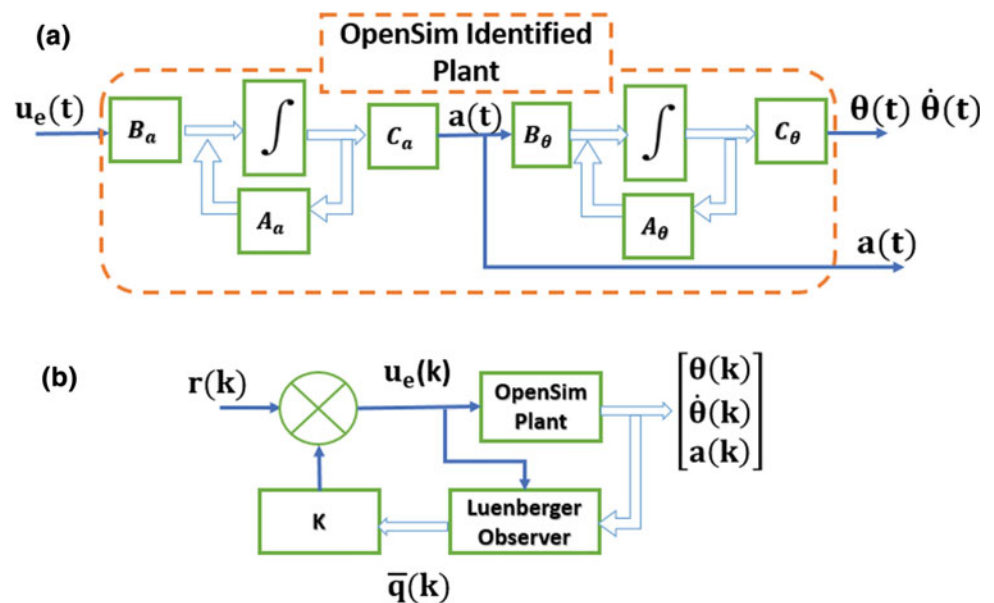 (a)
OpenSim Identified
Plant
u_e(t)
B_a
∫
C_a
a(t)
B_θ
∫
C_θ
θ(t) θ̇(t)
A_a
A_θ
a(t)
(b)
r(k)
u_e(k)
OpenSim
Plant
θ(k)
θ̇(k)
a(k)
K
Luenberger
Observer
q̅(k)